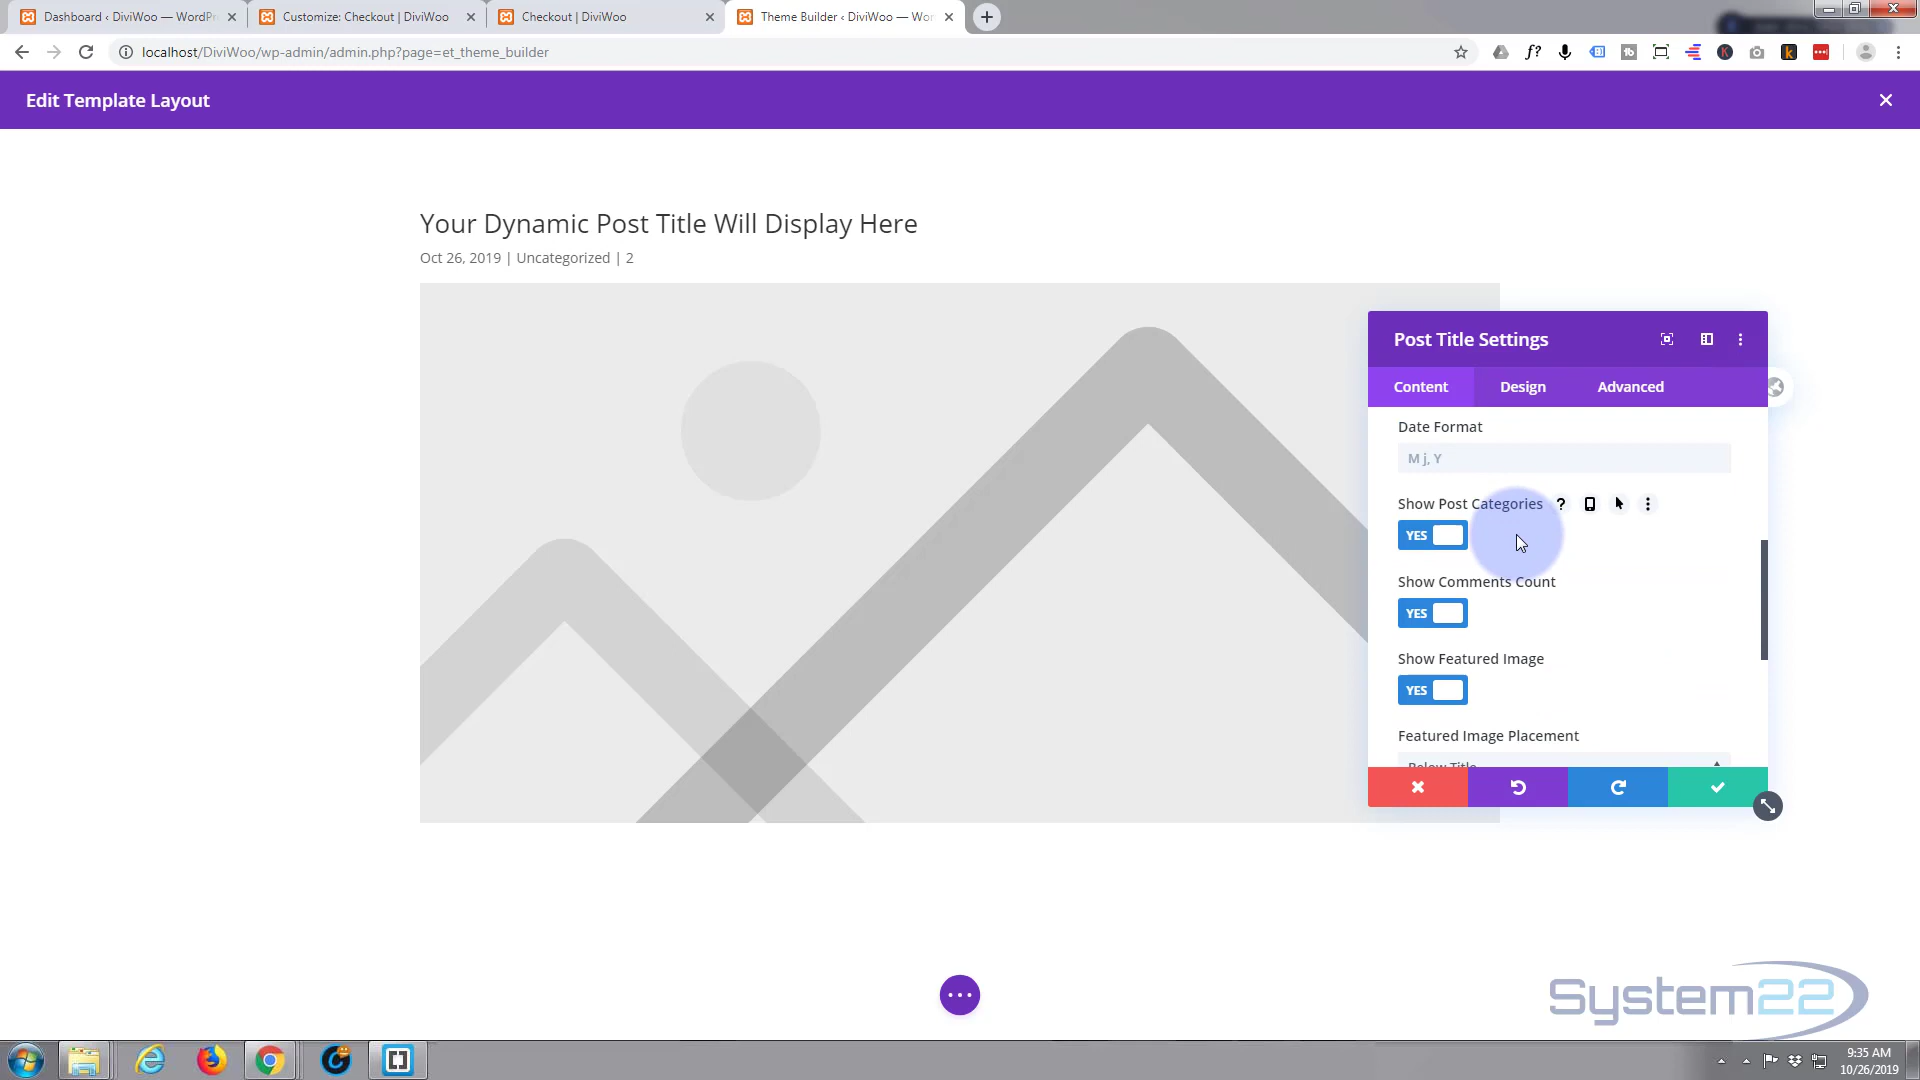 Dashboard ‹ DiviWoo — WordPr
Customize: Checkout | DiviWoo
Checkout | DiviWoo
Theme Builder ‹ DiviWoo — Wor
localhost/DiviWoo/wp-admin/admin.php?page=et_theme_builder
Edit Template Layout
Your Dynamic Post Title Will Display Here
Oct 26, 2019 | Uncategorized | 2
Post Title Settings
Content
Design
Advanced
Date Format
M j, Y
Show Post Categories
YES
Show Comments Count
YES
Show Featured Image
YES
Featured Image Placement
Below Title
System22
9:35 AM
10/26/2019